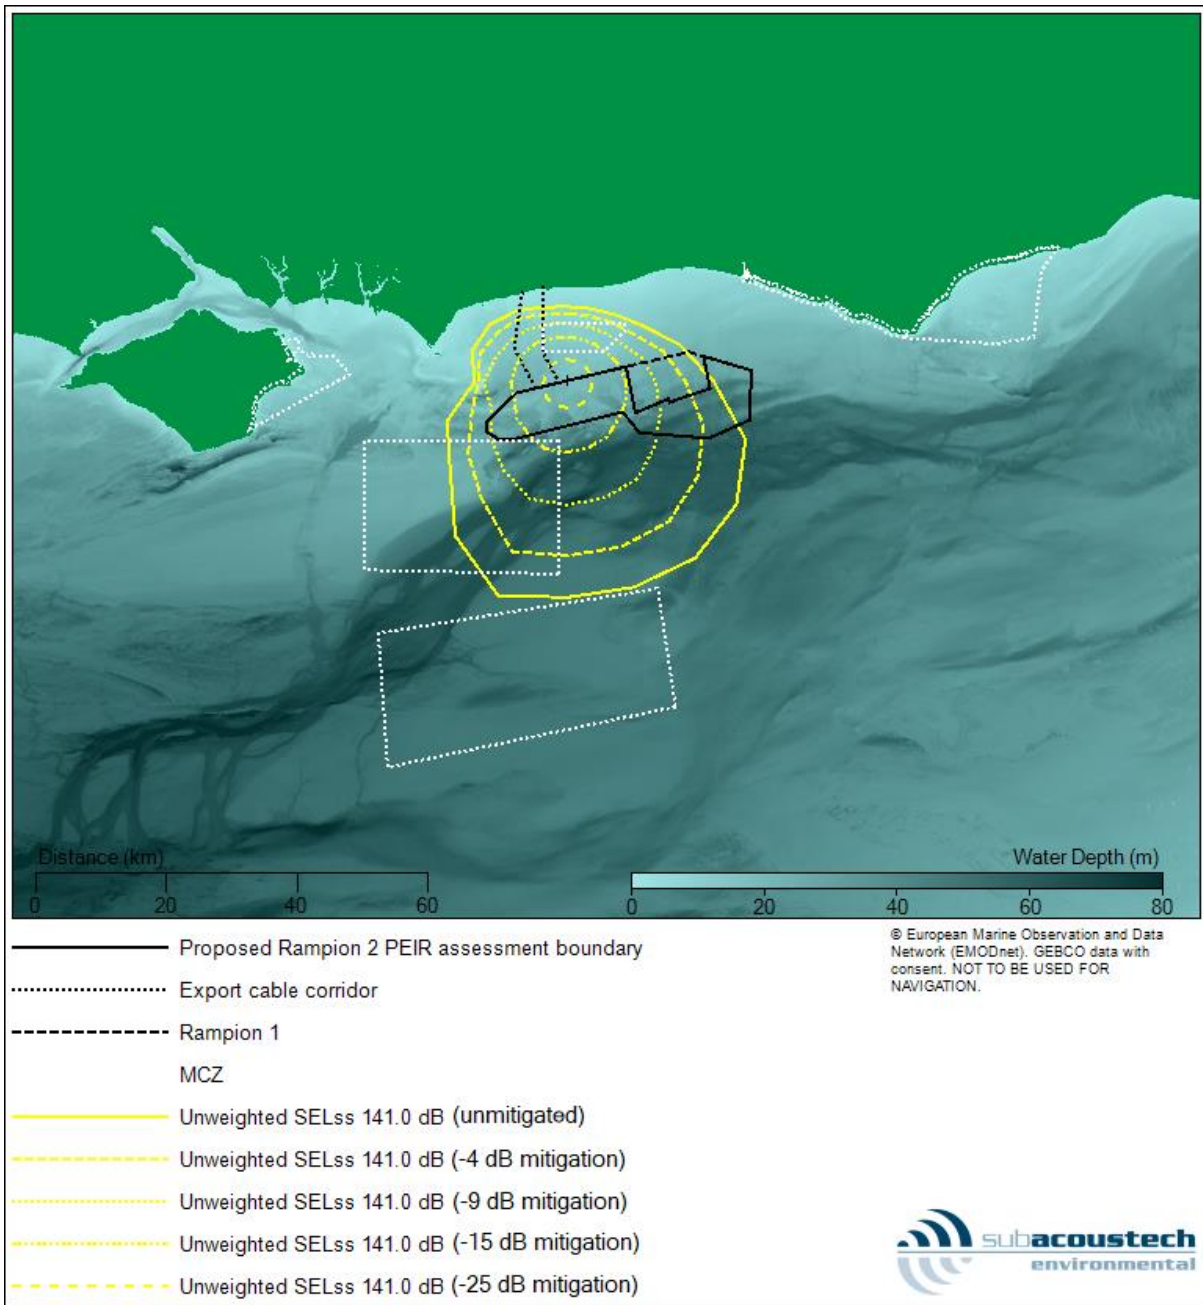 Distance (km)
0 20 40 60
Water Depth (m)
0 20 40 60 80
Proposed Rampion 2 PEIR assessment boundary
Export cable corridor
Rampion 1
MCZ
Unweighted SELss 141.0 dB (unmitigated)
Unweighted SELss 141.0 dB (-4 dB mitigation)
Unweighted SELss 141.0 dB (-9 dB mitigation)
Unweighted SELss 141.0 dB (-15 dB mitigation)
Unweighted SELss 141.0 dB (-25 dB mitigation)
© European Marine Observation and Data
Network (EMODnet). GEBCO data with
consent. NOT TO BE USED FOR
NAVIGATION.
subacoustech
environmental